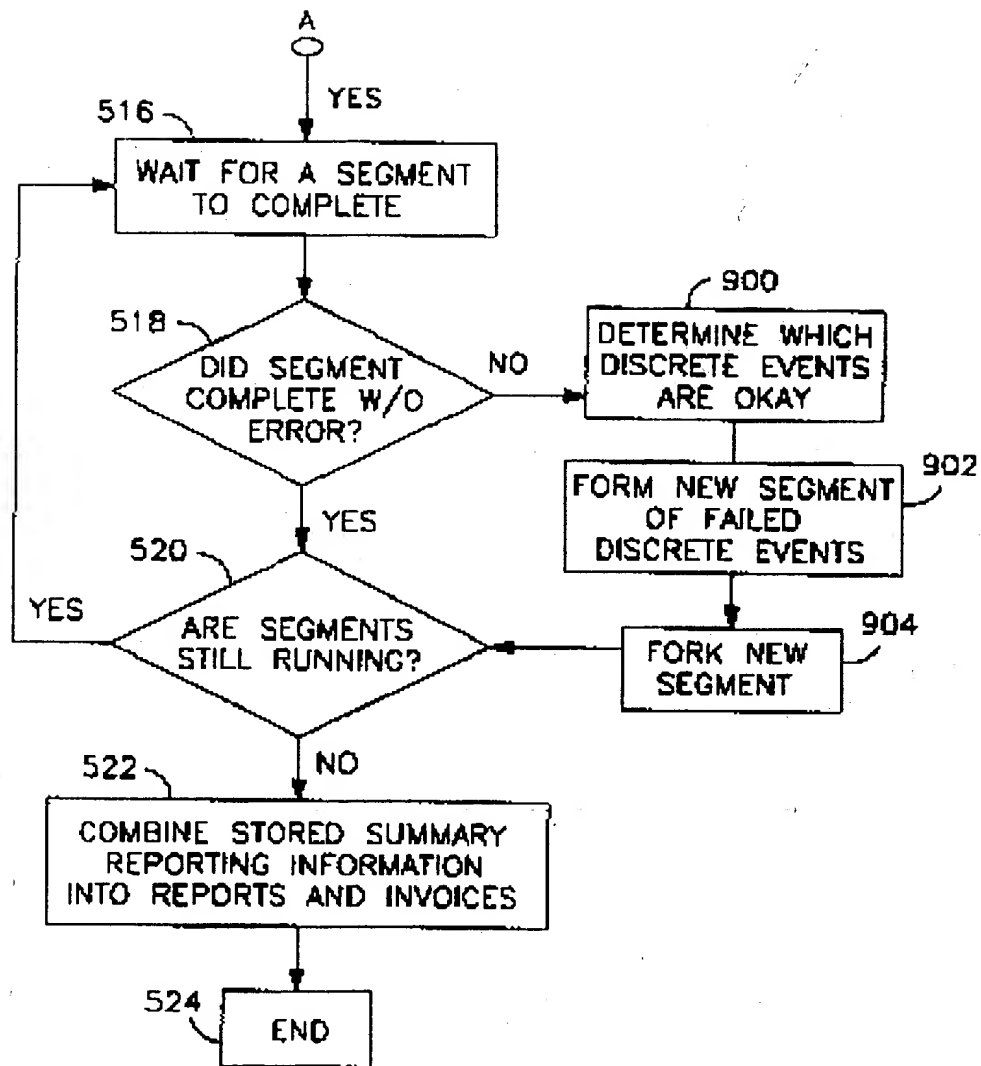 A
YES
516
WAIT FOR A SEGMENT
TO COMPLETE
518
DID SEGMENT
COMPLETE W/O
ERROR?
NO
900
DETERMINE WHICH
DISCRETE EVENTS
ARE OKAY
902
FORM NEW SEGMENT
OF FAILED
DISCRETE EVENTS
YES
520
YES
ARE SEGMENTS
STILL RUNNING?
904
FORK NEW
SEGMENT
NO
522
COMBINE STORED SUMMARY
REPORTING INFORMATION
INTO REPORTS AND INVOICES
524
END